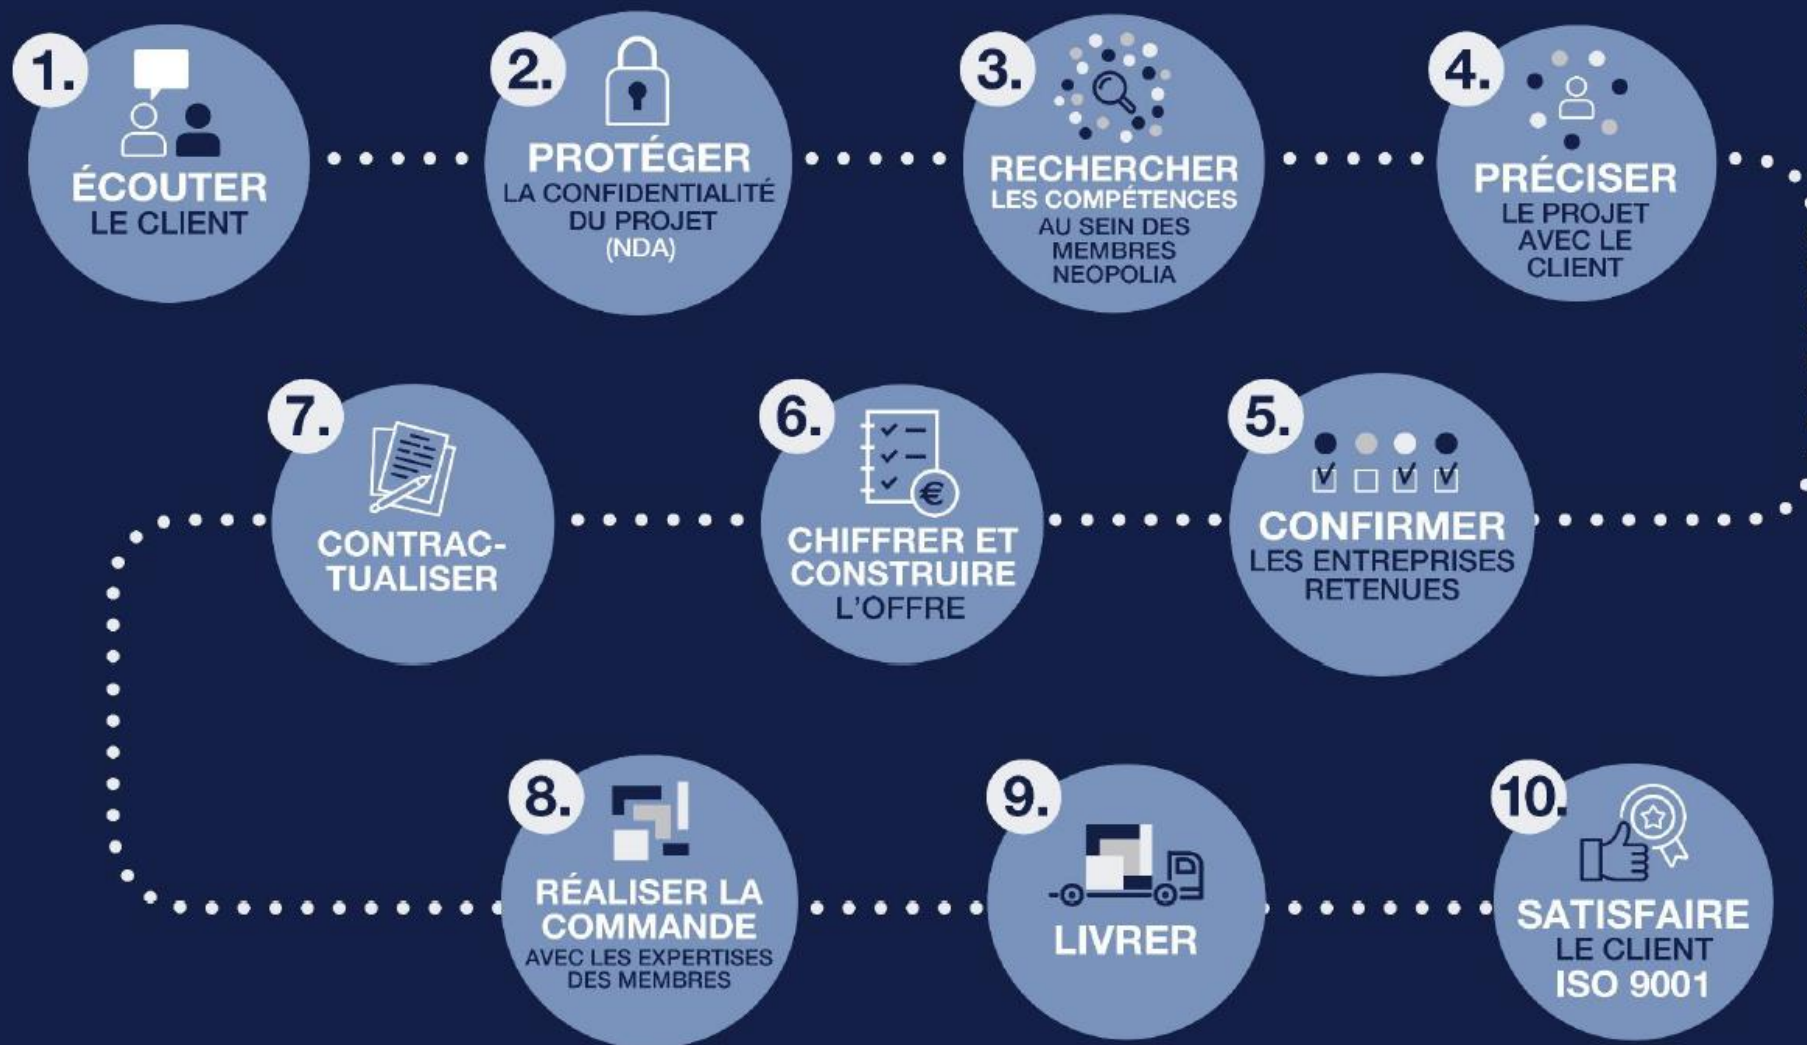 1.
ÉCOUTER
LE CLIENT
2.
PROTÉGER
LA CONFIDENTIALITÉ
DU PROJET
(NDA)
3.
RECHERCHER
LES COMPÉTENCES
AU SEIN DES
MEMBRES
NEOPOLIA
4.
PRÉCISER
LE PROJET
AVEC LE
CLIENT
5.
CONFIRMER
LES ENTREPRISES
RETENUES
6.
€
CHIFFRER ET
CONSTRUIRE
L'OFFRE
7.
CONTRAC-
TUALISER
8.
RÉALISER LA
COMMANDE
AVEC LES EXPERTISES
DES MEMBRES
9.
LIVRER
10.
SATISFAIRE
LE CLIENT
ISO 9001